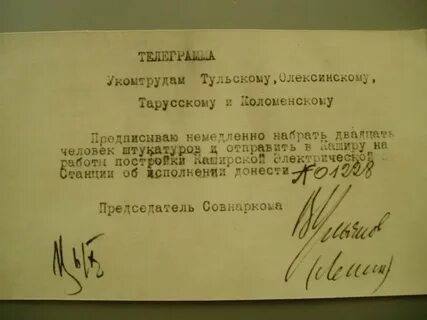 ТЕЛЕГРАММА
Укомтрудам Тульскому, Олексинскому,
Тарусскому и Коломенскому
Предписываю немедленно набрать двадцать
человек штукатуров и отправить в Каширу на
работы постройки Каширской Электрической
Станции об исполнении донести №01228
Председатель Совнаркома
В Ульянов
(Ленин)